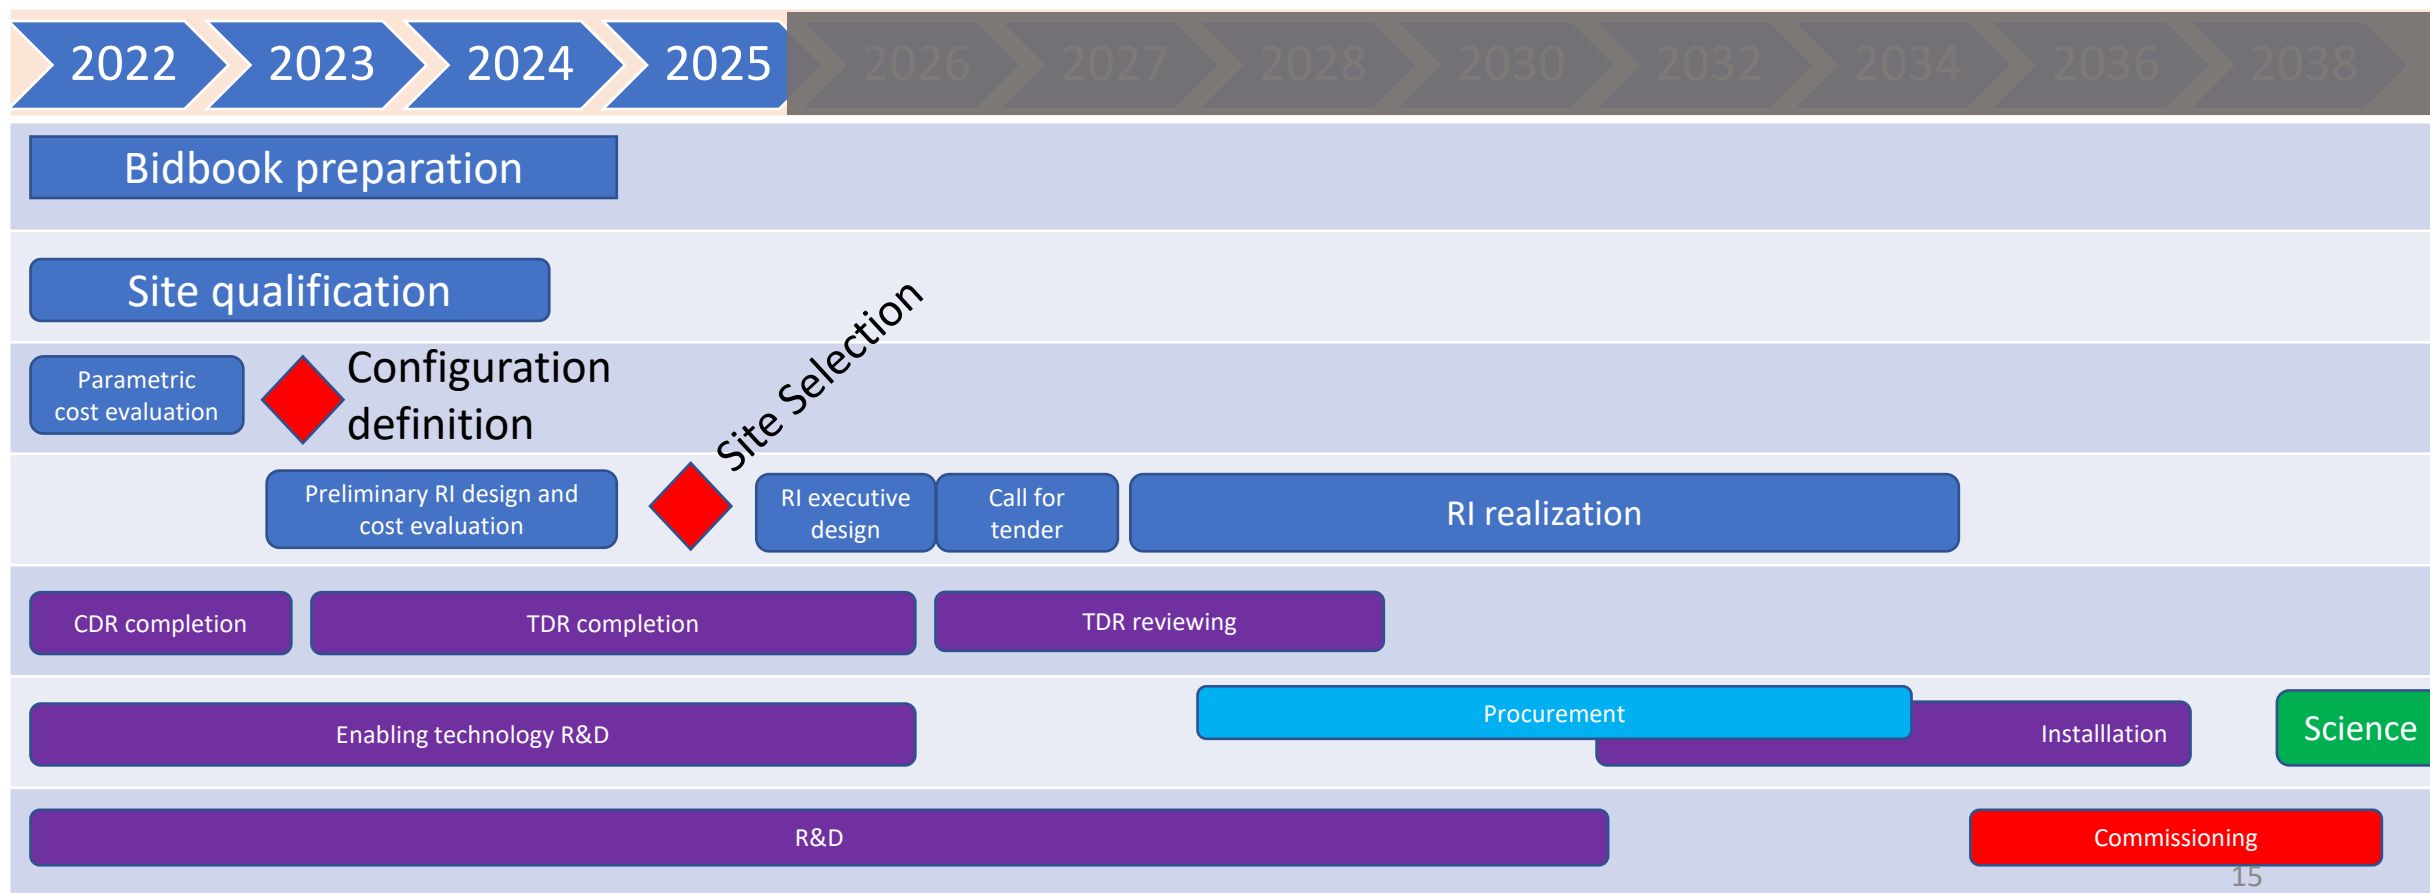 2022 2023 2024 2025 2026 2027 2028 2030 2032 2034 2036 2038
Bidbook preparation
Site qualification
Parametric
cost evaluation
Configuration
definition
Site Selection
Preliminary RI design and
cost evaluation
RI executive
design
Call for
tender
RI realization
CDR completion
TDR completion
TDR reviewing
Enabling technology R&D
Procurement
Installlation
Science
R&D
Commissioning
15